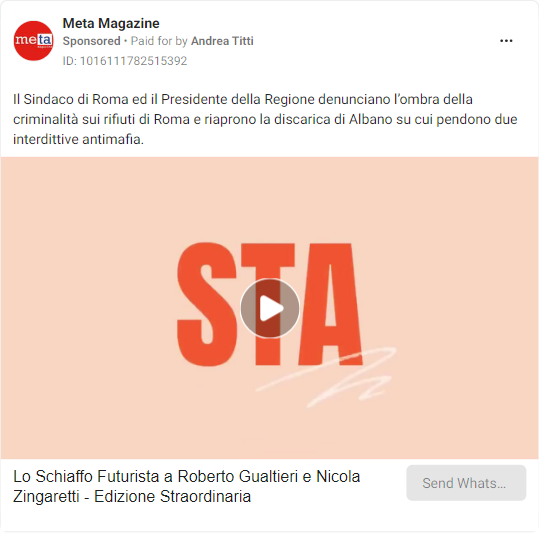 meta
Meta Magazine
Sponsored • Paid for by Andrea Titti
ID: 1016111782515392
Il Sindaco di Roma ed il Presidente della Regione denunciano l'ombra della
criminalità sui rifiuti di Roma e riaprono la discarica di Albano su cui pendono due
interdittive antimafia.
STA
Lo Schiaffo Futurista a Roberto Gualtieri e Nicola
Zingaretti - Edizione Straordinaria
Send Whats...